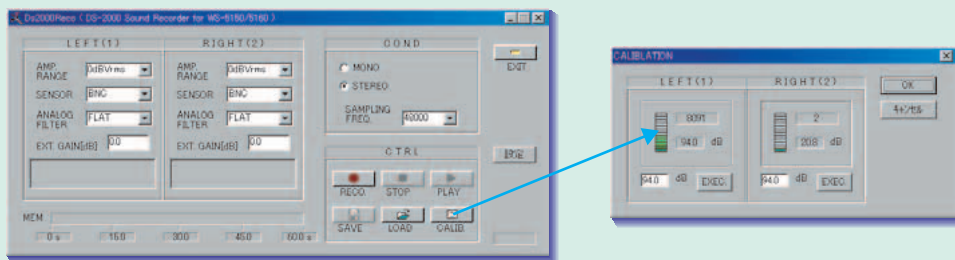 Ds2000Reco ( DS-2000 Sound Recorder for WS-5150/5160 )
LEFT(1)
AMP. RANGE 0dBVrms
SENSOR BNC
ANALOG FILTER FLAT
EXT. GAIN[dB] 0.0
RIGHT(2)
AMP. RANGE 0dBVrms
SENSOR BNC
ANALOG FILTER FLAT
EXT. GAIN[dB] 0.0
COND
MONO
STEREO
SAMPLING FREQ. 48000
CTRL
RECO. STOP PLAY
SAVE LOAD CALIB.
EXIT
設定
MEM
0 s 15.0 30.0 45.0 60.0 s
CALIBLATION
LEFT(1)
8091
94.0 dB
94.0 dB EXEC.
RIGHT(2)
2
20.8 dB
94.0 dB EXEC.
OK
キャンセル